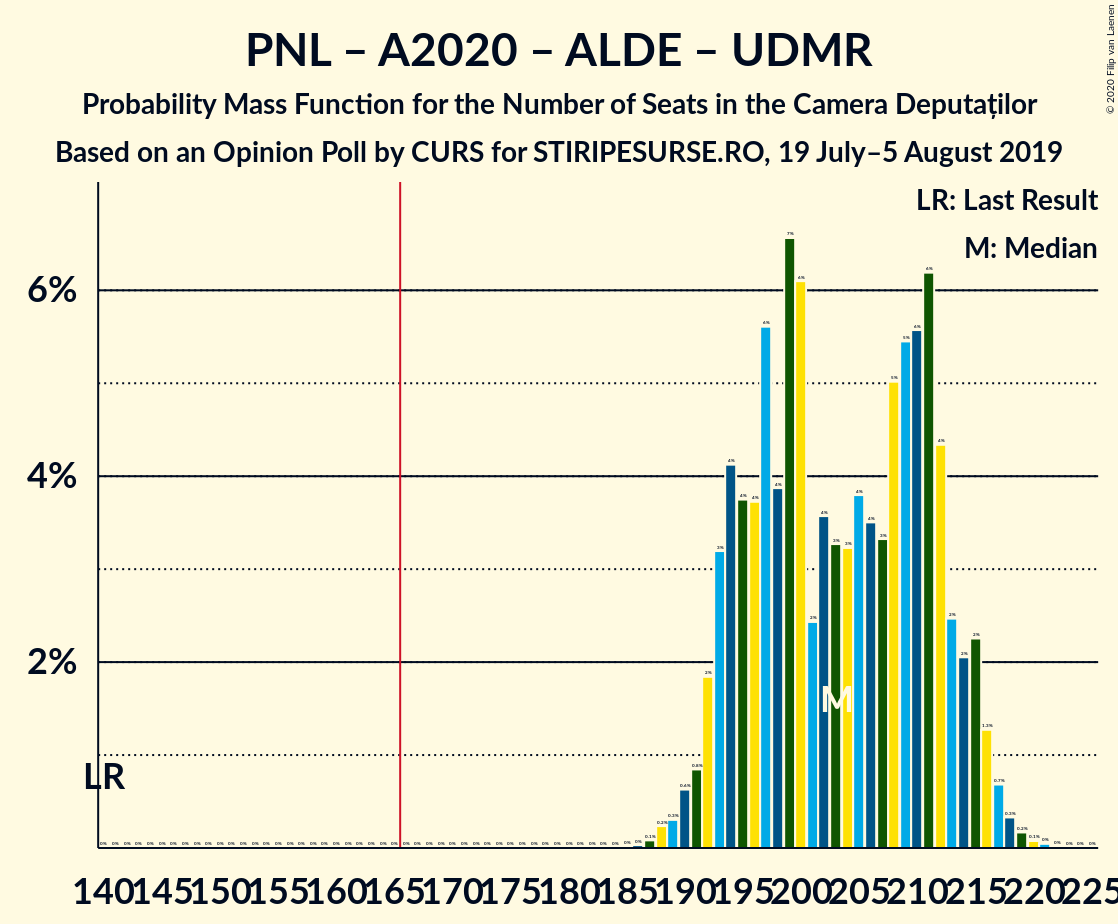 PNL – A2020 – ALDE – UDMR
Probability Mass Function for the Number of Seats in the Camera Deputaților
Based on an Opinion Poll by CURS for STIRIPESURSE.RO, 19 July–5 August 2019
© 2020 Filip van Laenen
LR: Last Result
M: Median
6%
4%
2%
LR
M
140 145 150 155 160 165 170 175 180 185 190 195 200 205 210 215 220 225